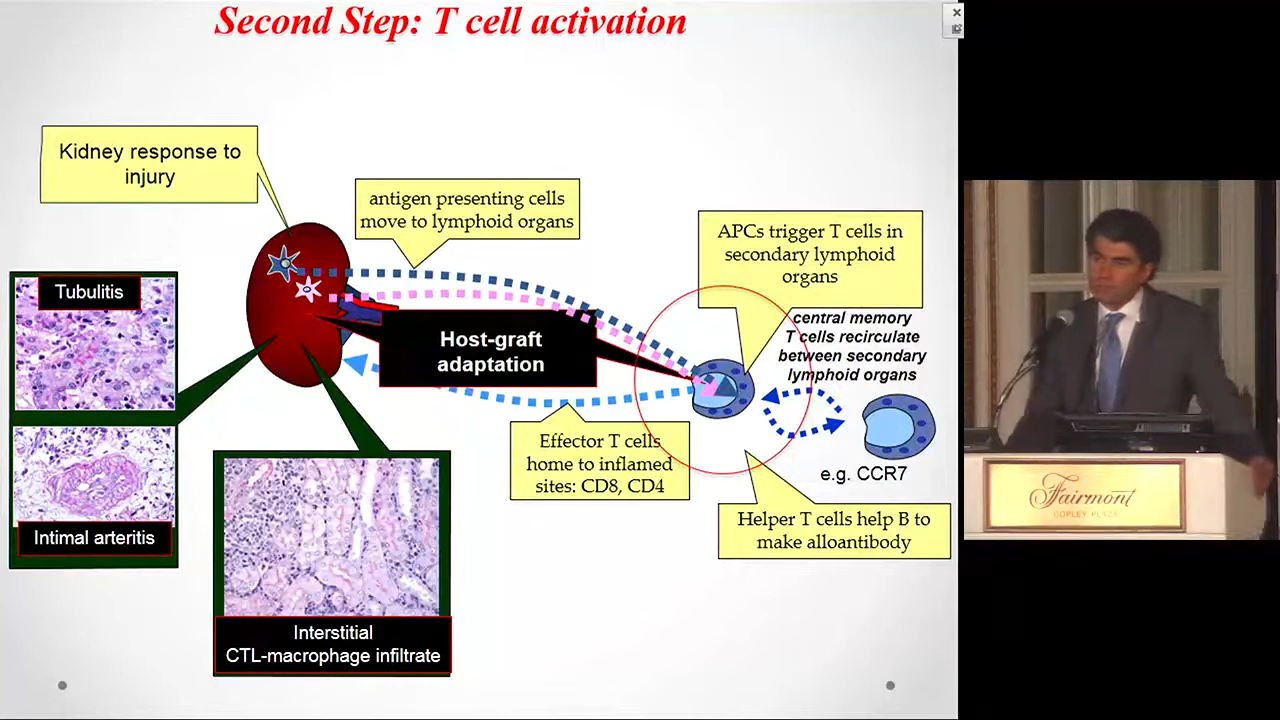 Second Step: T cell activation
Kidney response to
injury
antigen presenting cells
move to lymphoid organs
APCs trigger T cells in
secondary lymphoid
organs
Tubulitis
Host-graft
adaptation
central memory
T cells recirculate
between secondary
lymphoid organs
Effector T cells
home to inflamed
sites: CD8, CD4
e.g. CCR7
Intimal arteritis
Helper T cells help B to
make alloantibody
Interstitial
CTL-macrophage infiltrate
Fairmont
COPLEY PLAZA